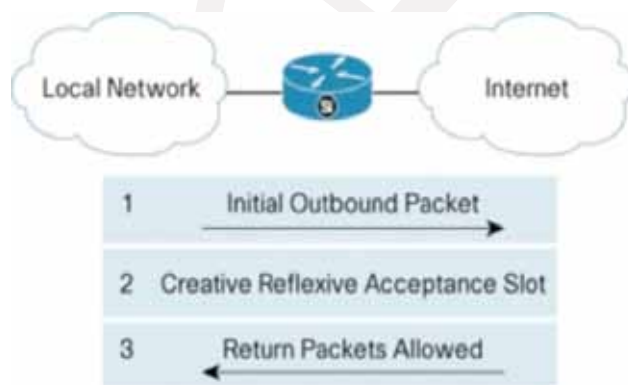 Local Network
Internet
1 Initial Outbound Packet
2 Creative Reflexive Acceptance Slot
3 Return Packets Allowed